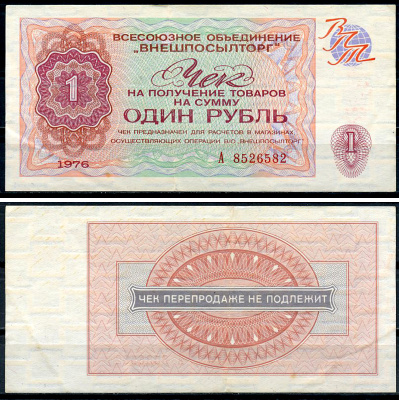 ВСЕСОЮЗНОЕ ОБЪЕДИНЕНИЕ
„ВНЕШПОСЫЛТОРГ"
ВПТ
1
Чек
НА ПОЛУЧЕНИЕ ТОВАРОВ
НА СУММУ
ОДИН РУБЛЬ
ЧЕК ПРЕДНАЗНАЧЕН ДЛЯ РАСЧЕТОВ В МАГАЗИНАХ
ОСУЩЕСТВЛЯЮЩИХ ОПЕРАЦИИ В/О „ВНЕШПОСЫЛТОРГ"
1976
А 8526582
1
ЧЕК ПЕРЕПРОДАЖЕ НЕ ПОДЛЕЖИТ